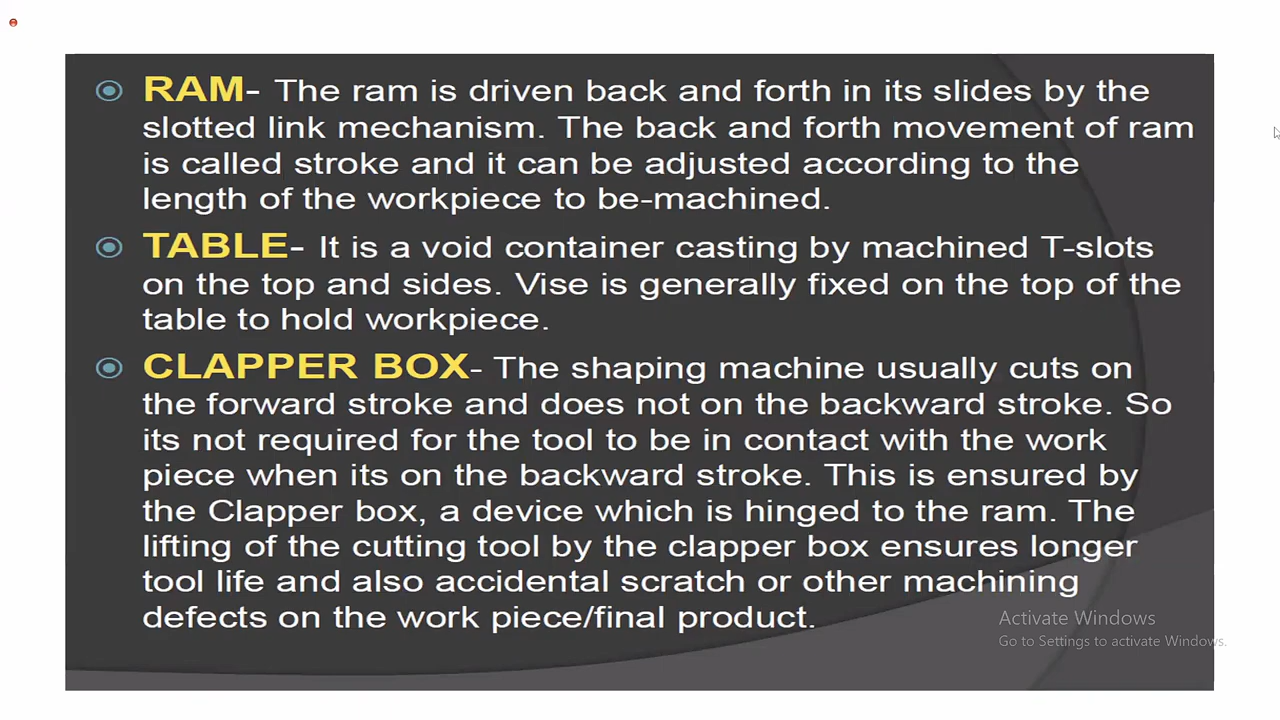 RAM- The ram is driven back and forth in its slides by the
slotted link mechanism. The back and forth movement of ram
is called stroke and it can be adjusted according to the
length of the workpiece to be-machined.
TABLE- It is a void container casting by machined T-slots
on the top and sides. Vise is generally fixed on the top of the
table to hold workpiece.
CLAPPER BOX- The shaping machine usually cuts on
the forward stroke and does not on the backward stroke. So
its not required for the tool to be in contact with the work
piece when its on the backward stroke. This is ensured by
the Clapper box, a device which is hinged to the ram. The
lifting of the cutting tool by the clapper box ensures longer
tool life and also accidental scratch or other machining
defects on the work piece/final product.
Activate Windows
Go to Settings to activate Windows.